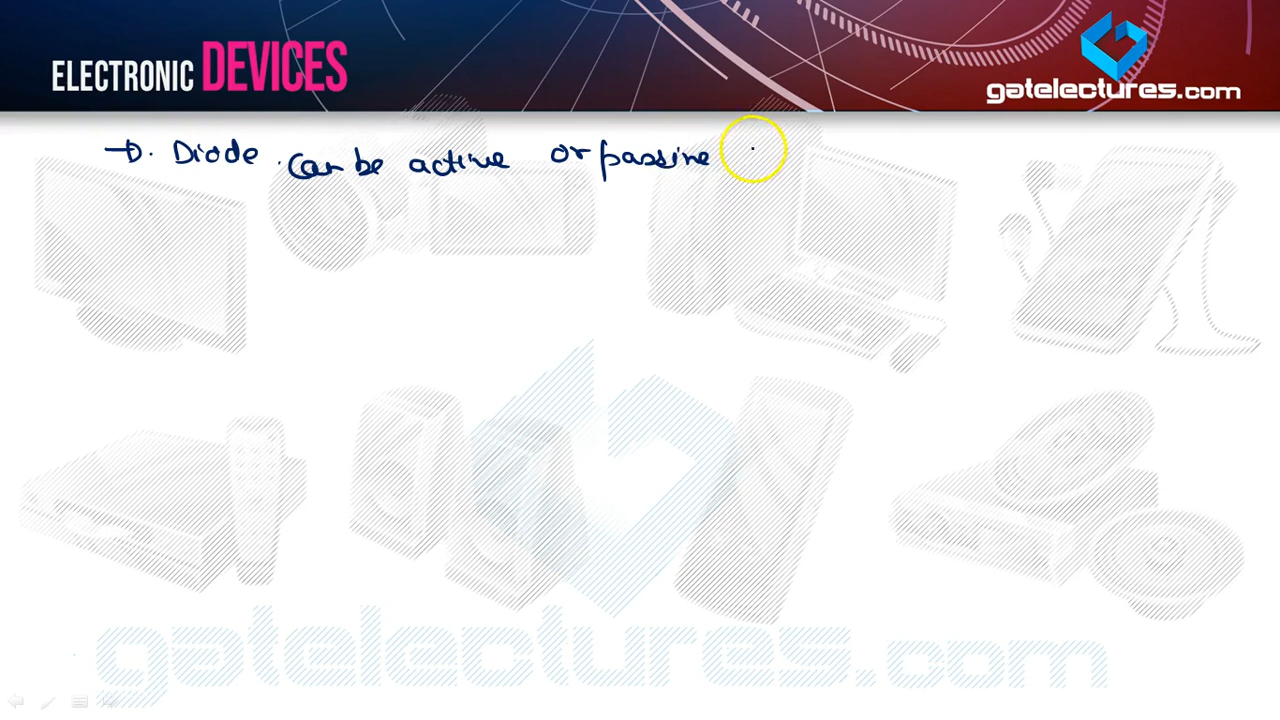 ELECTRONIC DEVICES
gatelectures.com
→ Diode can be active or passive
gatelectures.com